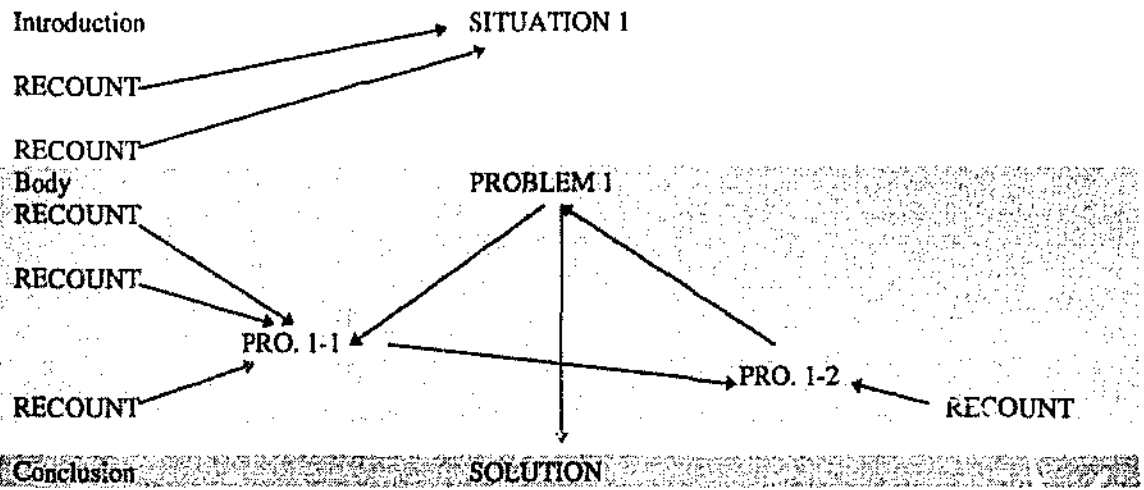 Introduction SITUATION 1
RECOUNT
RECOUNT
Body PROBLEM 1
RECOUNT
RECOUNT
PRO. 1-1
PRO. 1-2
RECOUNT RECOUNT
Conclusion SOLUTION